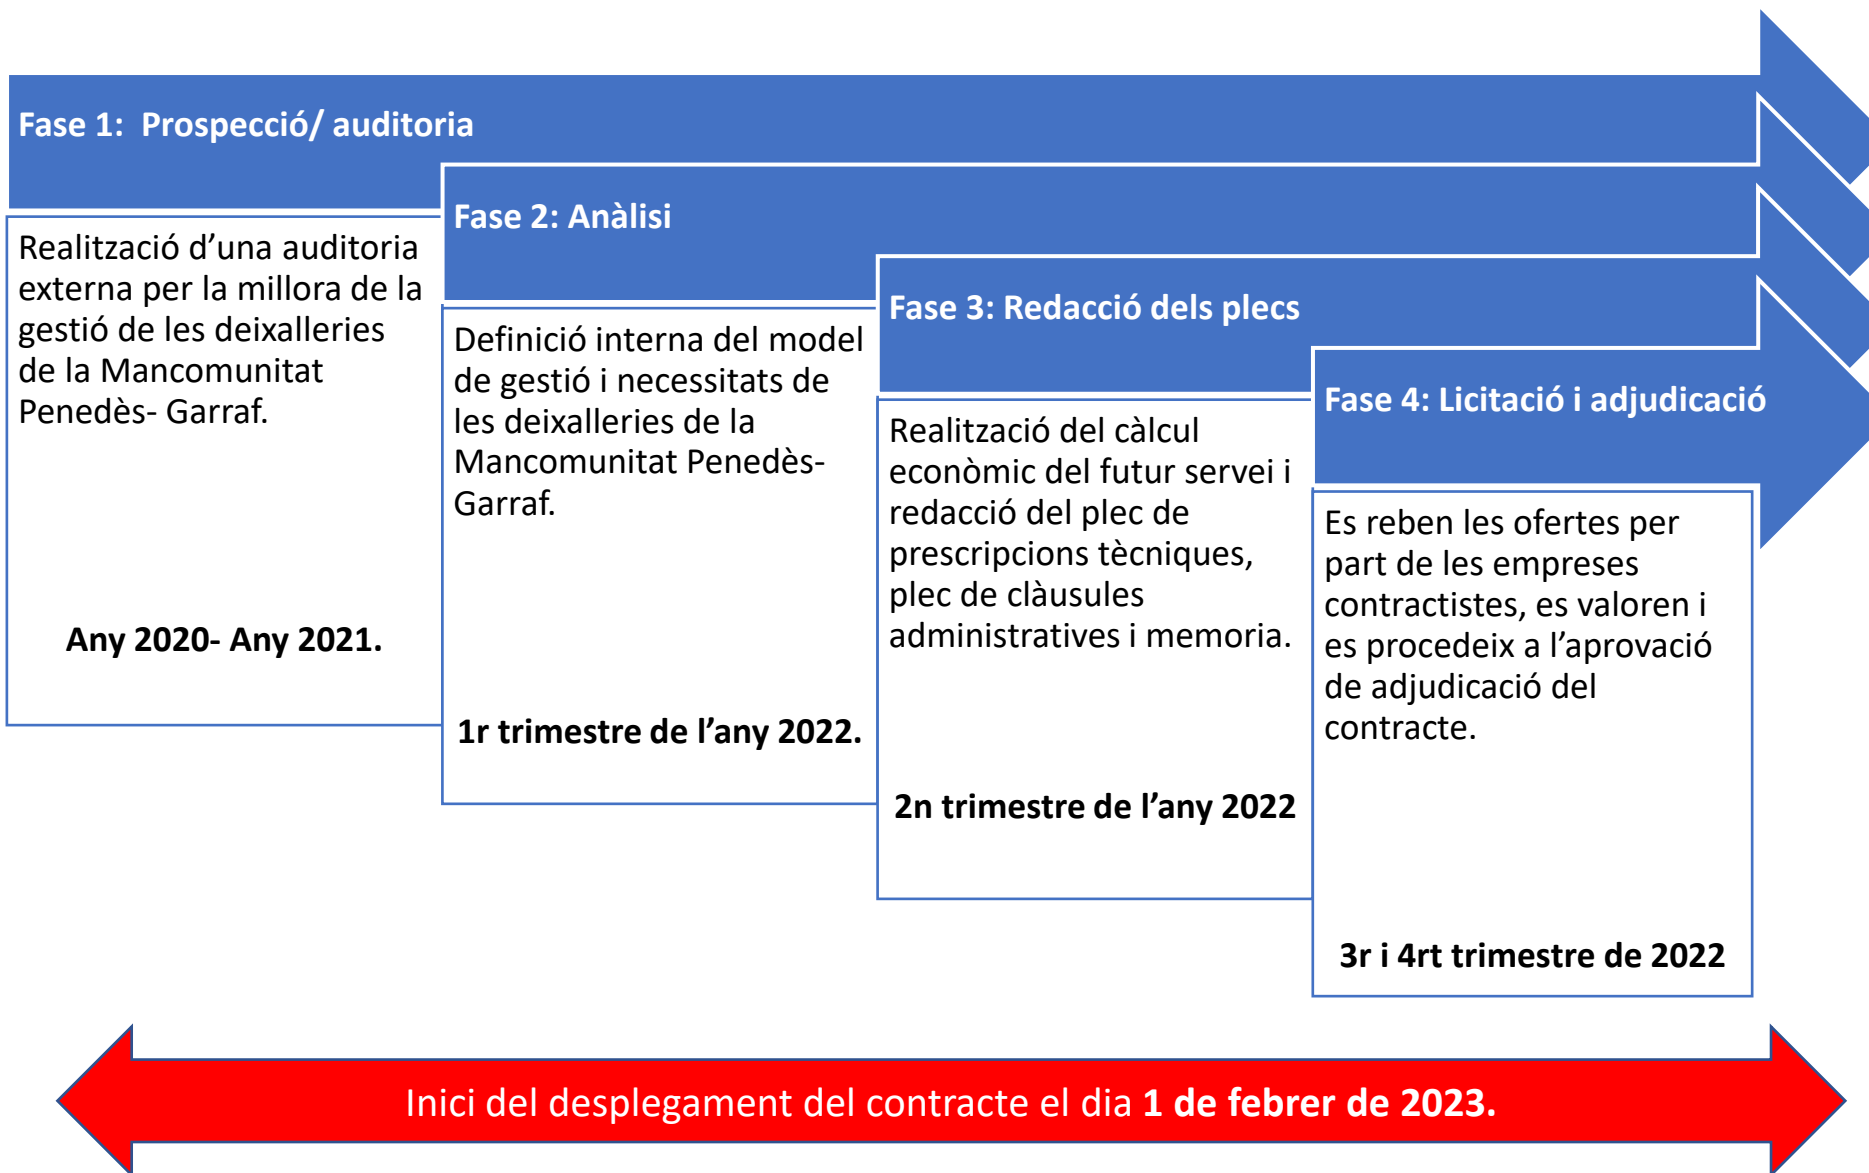 Fase 1:  Prospecció/ auditoria
Realització d’una auditoria
externa per la millora de la
gestió de les deixalleries
de la Mancomunitat
Penedès- Garraf.
Any 2020- Any 2021.
Fase 2: Anàlisi
Definició interna del model
de gestió i necessitats de
les deixalleries de la
Mancomunitat Penedès-
Garraf.
1r trimestre de l’any 2022.
Fase 3: Redacció dels plecs
Realització del càlcul
econòmic del futur servei i
redacció del plec de
prescripcions tècniques,
plec de clàusules
administratives i memoria.
2n trimestre de l’any 2022
Fase 4: Licitació i adjudicació
Es reben les ofertes per
part de les empreses
contractistes, es valoren i
es procedeix a l’aprovació
de adjudicació del
contracte.
3r i 4rt trimestre de 2022
Inici del desplegament del contracte el dia 1 de febrer de 2023.